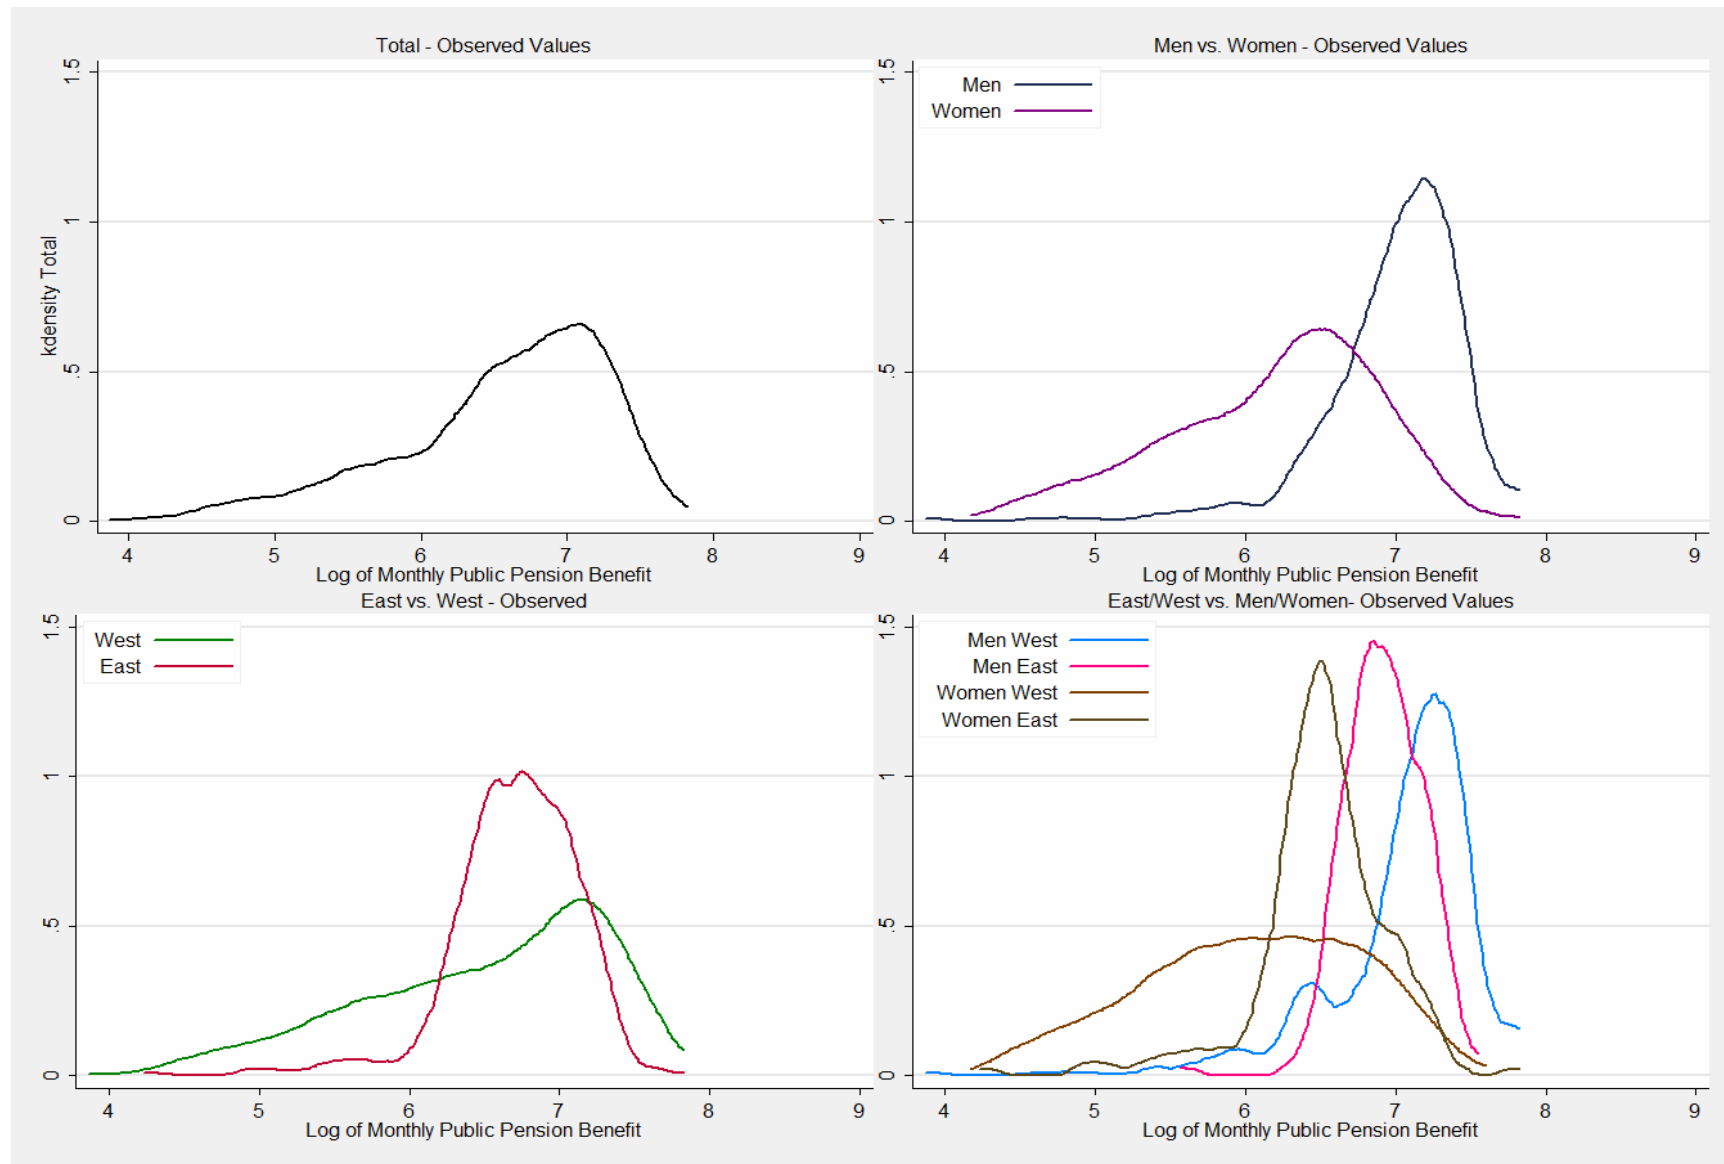 Total - Observed Values
1.5
1
.5
0
kdensity Total
4 5 6 7 8 9
Log of Monthly Public Pension Benefit
Men vs. Women - Observed Values
Men
Women
1.5
1
.5
0
4 5 6 7 8 9
Log of Monthly Public Pension Benefit
East vs. West - Observed
West
East
1.5
1
.5
0
4 5 6 7 8 9
Log of Monthly Public Pension Benefit
East/West vs. Men/Women- Observed Values
Men West
Men East
Women West
Women East
1.5
1
.5
0
4 5 6 7 8 9
Log of Monthly Public Pension Benefit